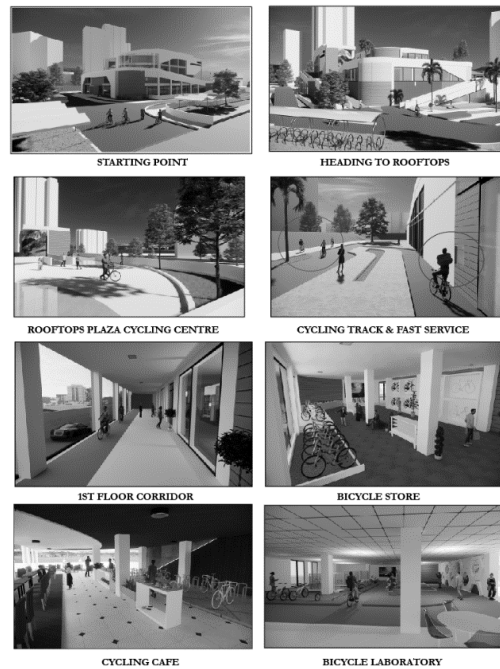 STARTING POINT
HEADING TO ROOFTOPS
ROOFTOPS PLAZA CYCLING CENTRE
CYCLING TRACK & FAST SERVICE
1ST FLOOR CORRIDOR
BICYCLE STORE
CYCLING CAFE
BICYCLE LABORATORY